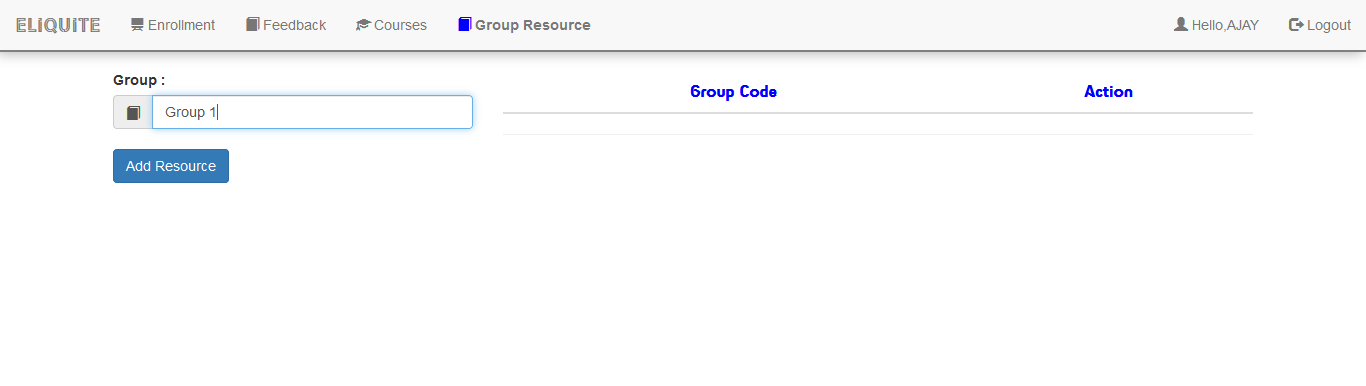 ELiQUiTE Enrollment Feedback Courses Group Resource Hello,AJAY Logout
Group :
Group 1
Add Resource
Group Code Action